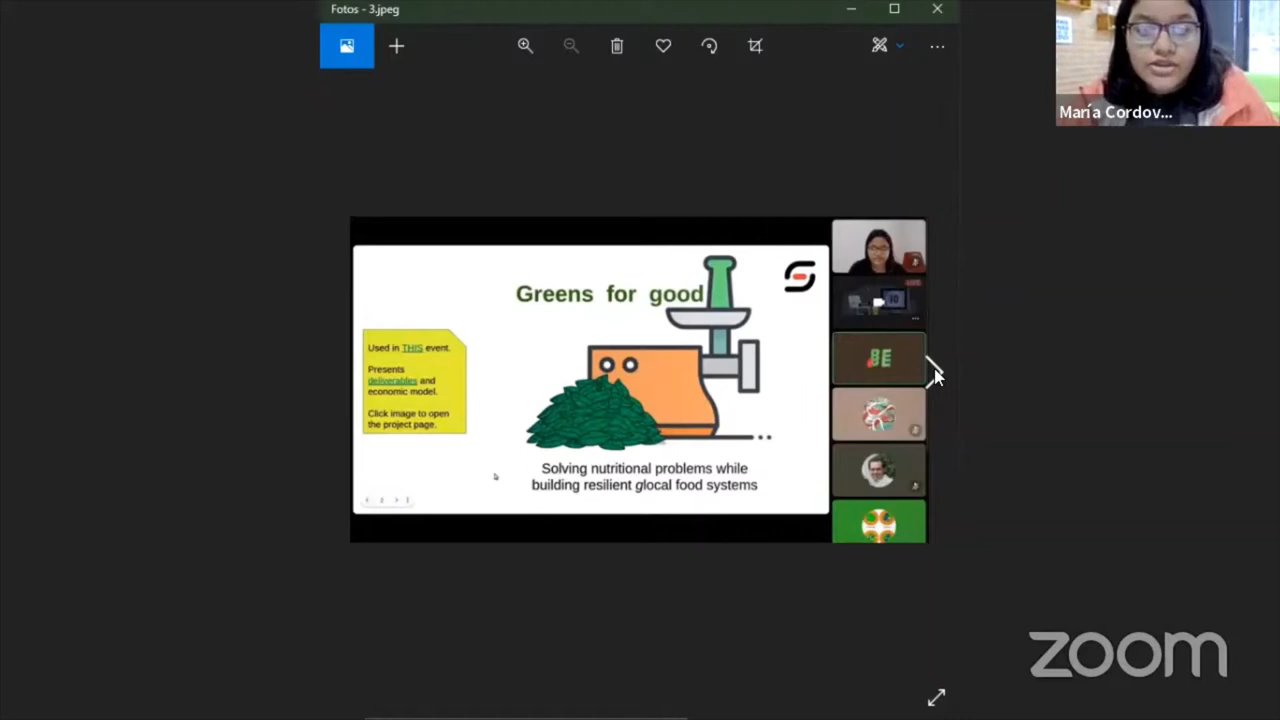 Fotos - 3.jpeg
María Cordov...
Greens for good
Used in THIS event.
Presents
deliverables and
economic model.
Click image to open
the project page.
Solving nutritional problems while
building resilient glocal food systems
BE
zoom